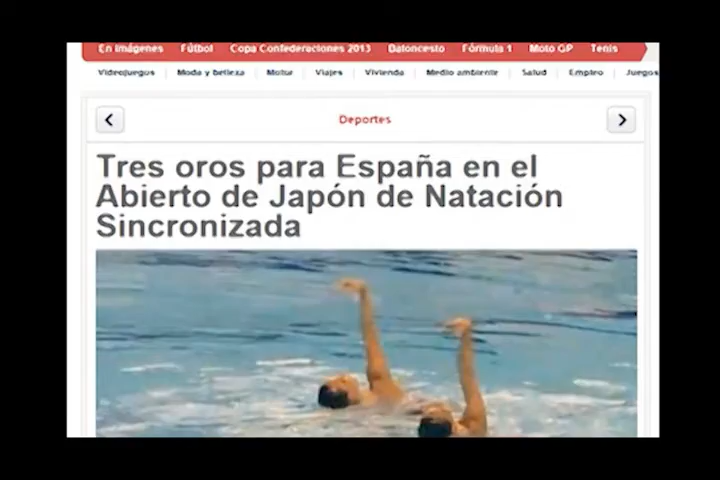 En Imágenes Fútbol Copa Confederaciones 2013 Baloncesto Fórmula 1 Moto GP Tenis
Videojuegos Moda y belleza Motor Viajes Vivienda Medio ambiente Salud Empleo Juegos
Deportes
Tres oros para España en el
Abierto de Japón de Natación
Sincronizada